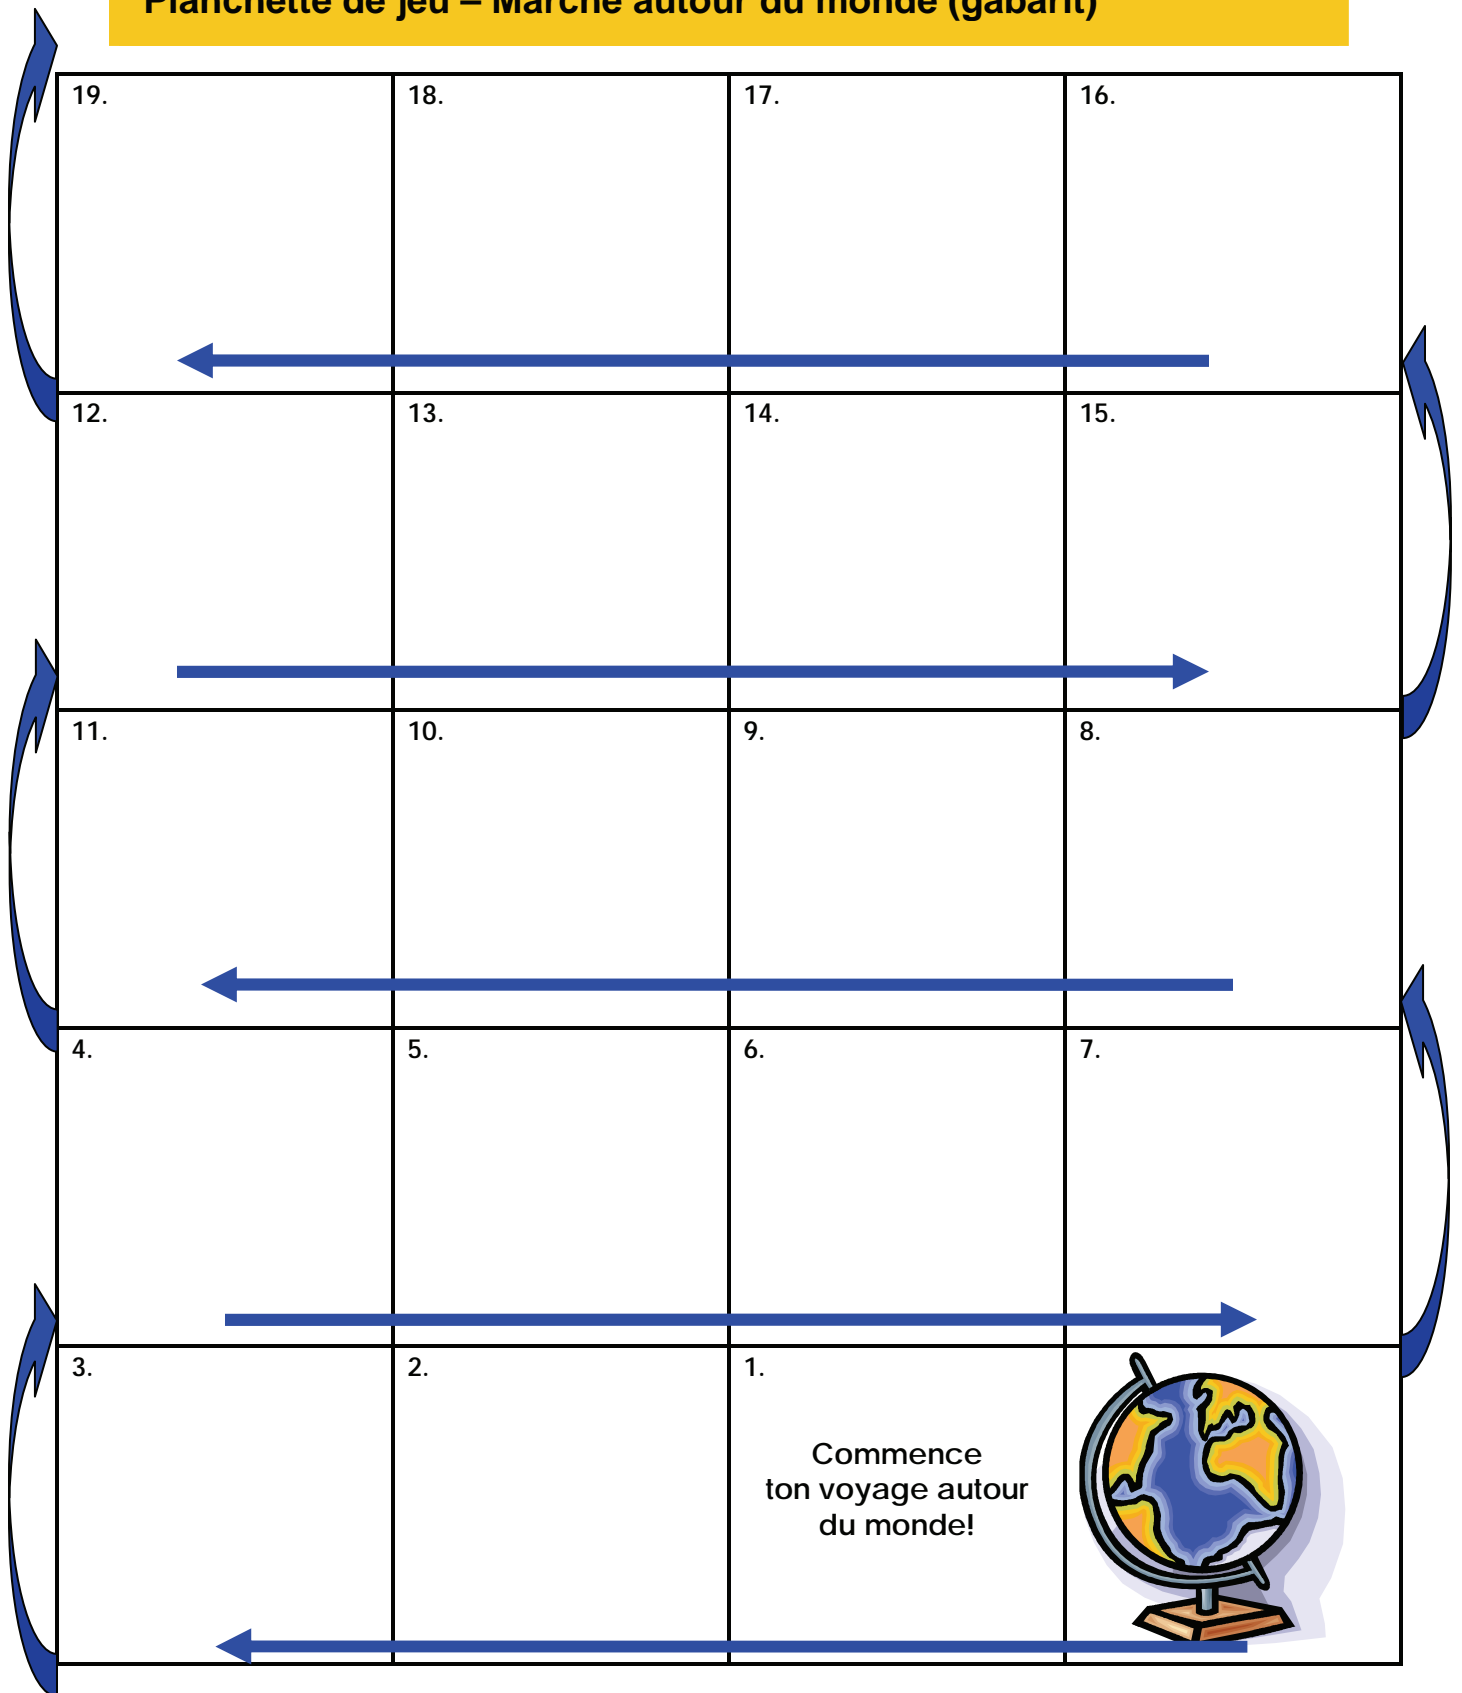 Planchette de jeu – Marche autour du monde (gabarit)
19. 18. 17. 16.
12. 13. 14. 15.
11. 10. 9. 8.
4. 5. 6. 7.
3. 2. 1.
Commence
ton voyage autour
du monde!